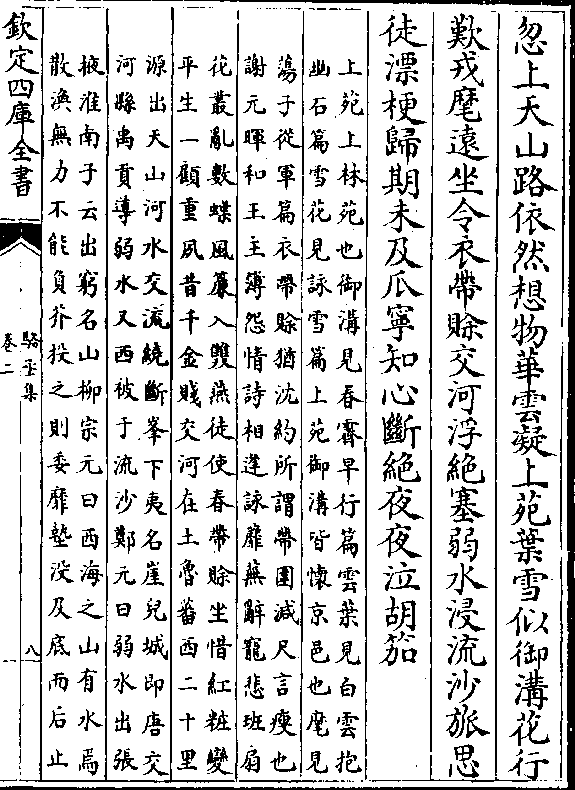 忽上天山路依然想物華雲凝上苑葉雪似御溝花行
歎戎麾遠坐令衣帶賒交河浮絶塞弱水浸流沙旅思
徒漂梗歸期未及瓜寧知心斷絶夜夜泣胡笳
上苑上林苑也御溝見春霽早行篇雲葉見白雲抱
幽石篇雪花見詠雪篇上苑御溝皆懷京邑也麾見
蕩子從軍篇衣帶賒猶沈約所謂帶圍減尺言瘦也
謝元暉和王主簿怨情詩相逢詠蘼蕪辭寵悲班扇
花叢亂數蝶風簾入雙燕徒使春帶賒坐惜紅粧變
平生一顧重夙昔千金賤交河在土魯蕃西二十里
源出天山河水交流繞斷峯下夷名崖兒城即唐交
河縣禹貢導弱水又西被于流沙鄭元曰弱水出張
掖淮南子云出窮名山柳宗元曰西海之山有水焉
散渙無力不能負芥投之則委靡墊没及底而后止
欽定四庫全書
駱丞集
卷二
八